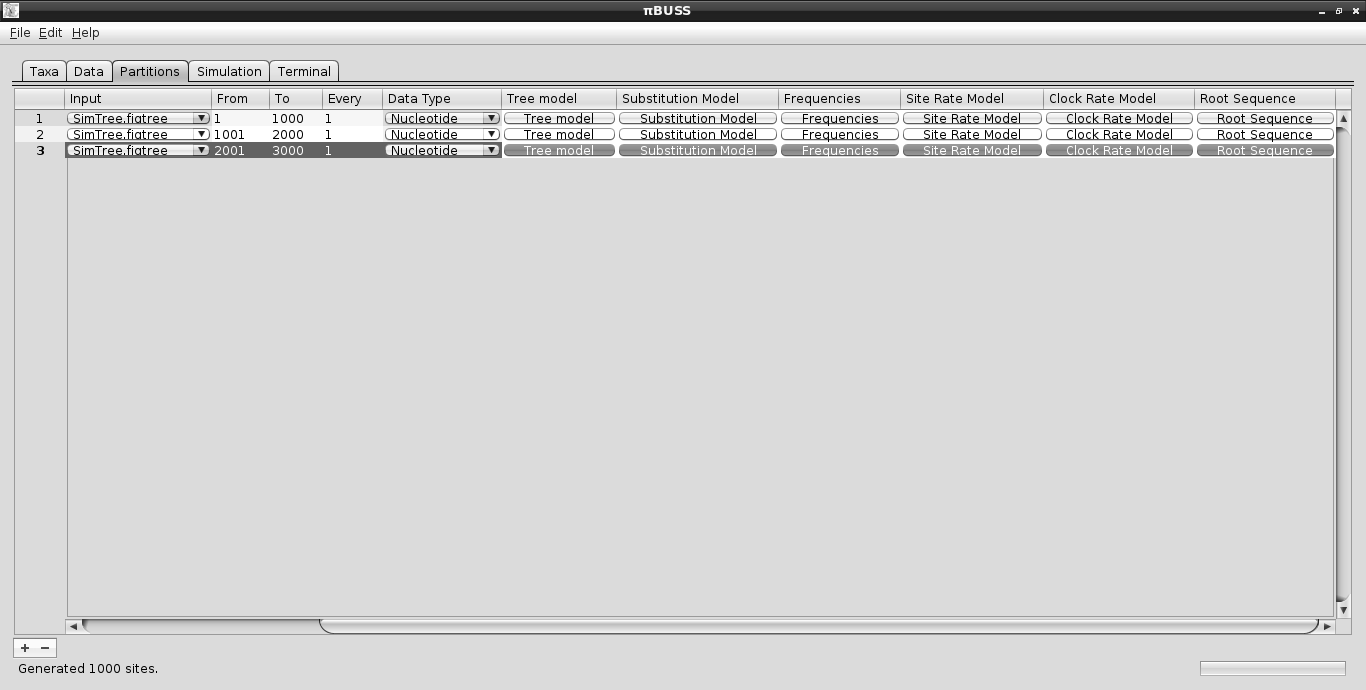 πBUSS
File Edit Help
Taxa Data Partitions Simulation Terminal
Input From To Every Data Type Tree model Substitution Model Frequencies Site Rate Model Clock Rate Model Root Sequence
1 SimTree.figtree 1 1000 1 Nucleotide Tree model Substitution Model Frequencies Site Rate Model Clock Rate Model Root Sequence
2 SimTree.figtree 1001 2000 1 Nucleotide Tree model Substitution Model Frequencies Site Rate Model Clock Rate Model Root Sequence
3 SimTree.figtree 2001 3000 1 Nucleotide Tree model Substitution Model Frequencies Site Rate Model Clock Rate Model Root Sequence
+ −
Generated 1000 sites.